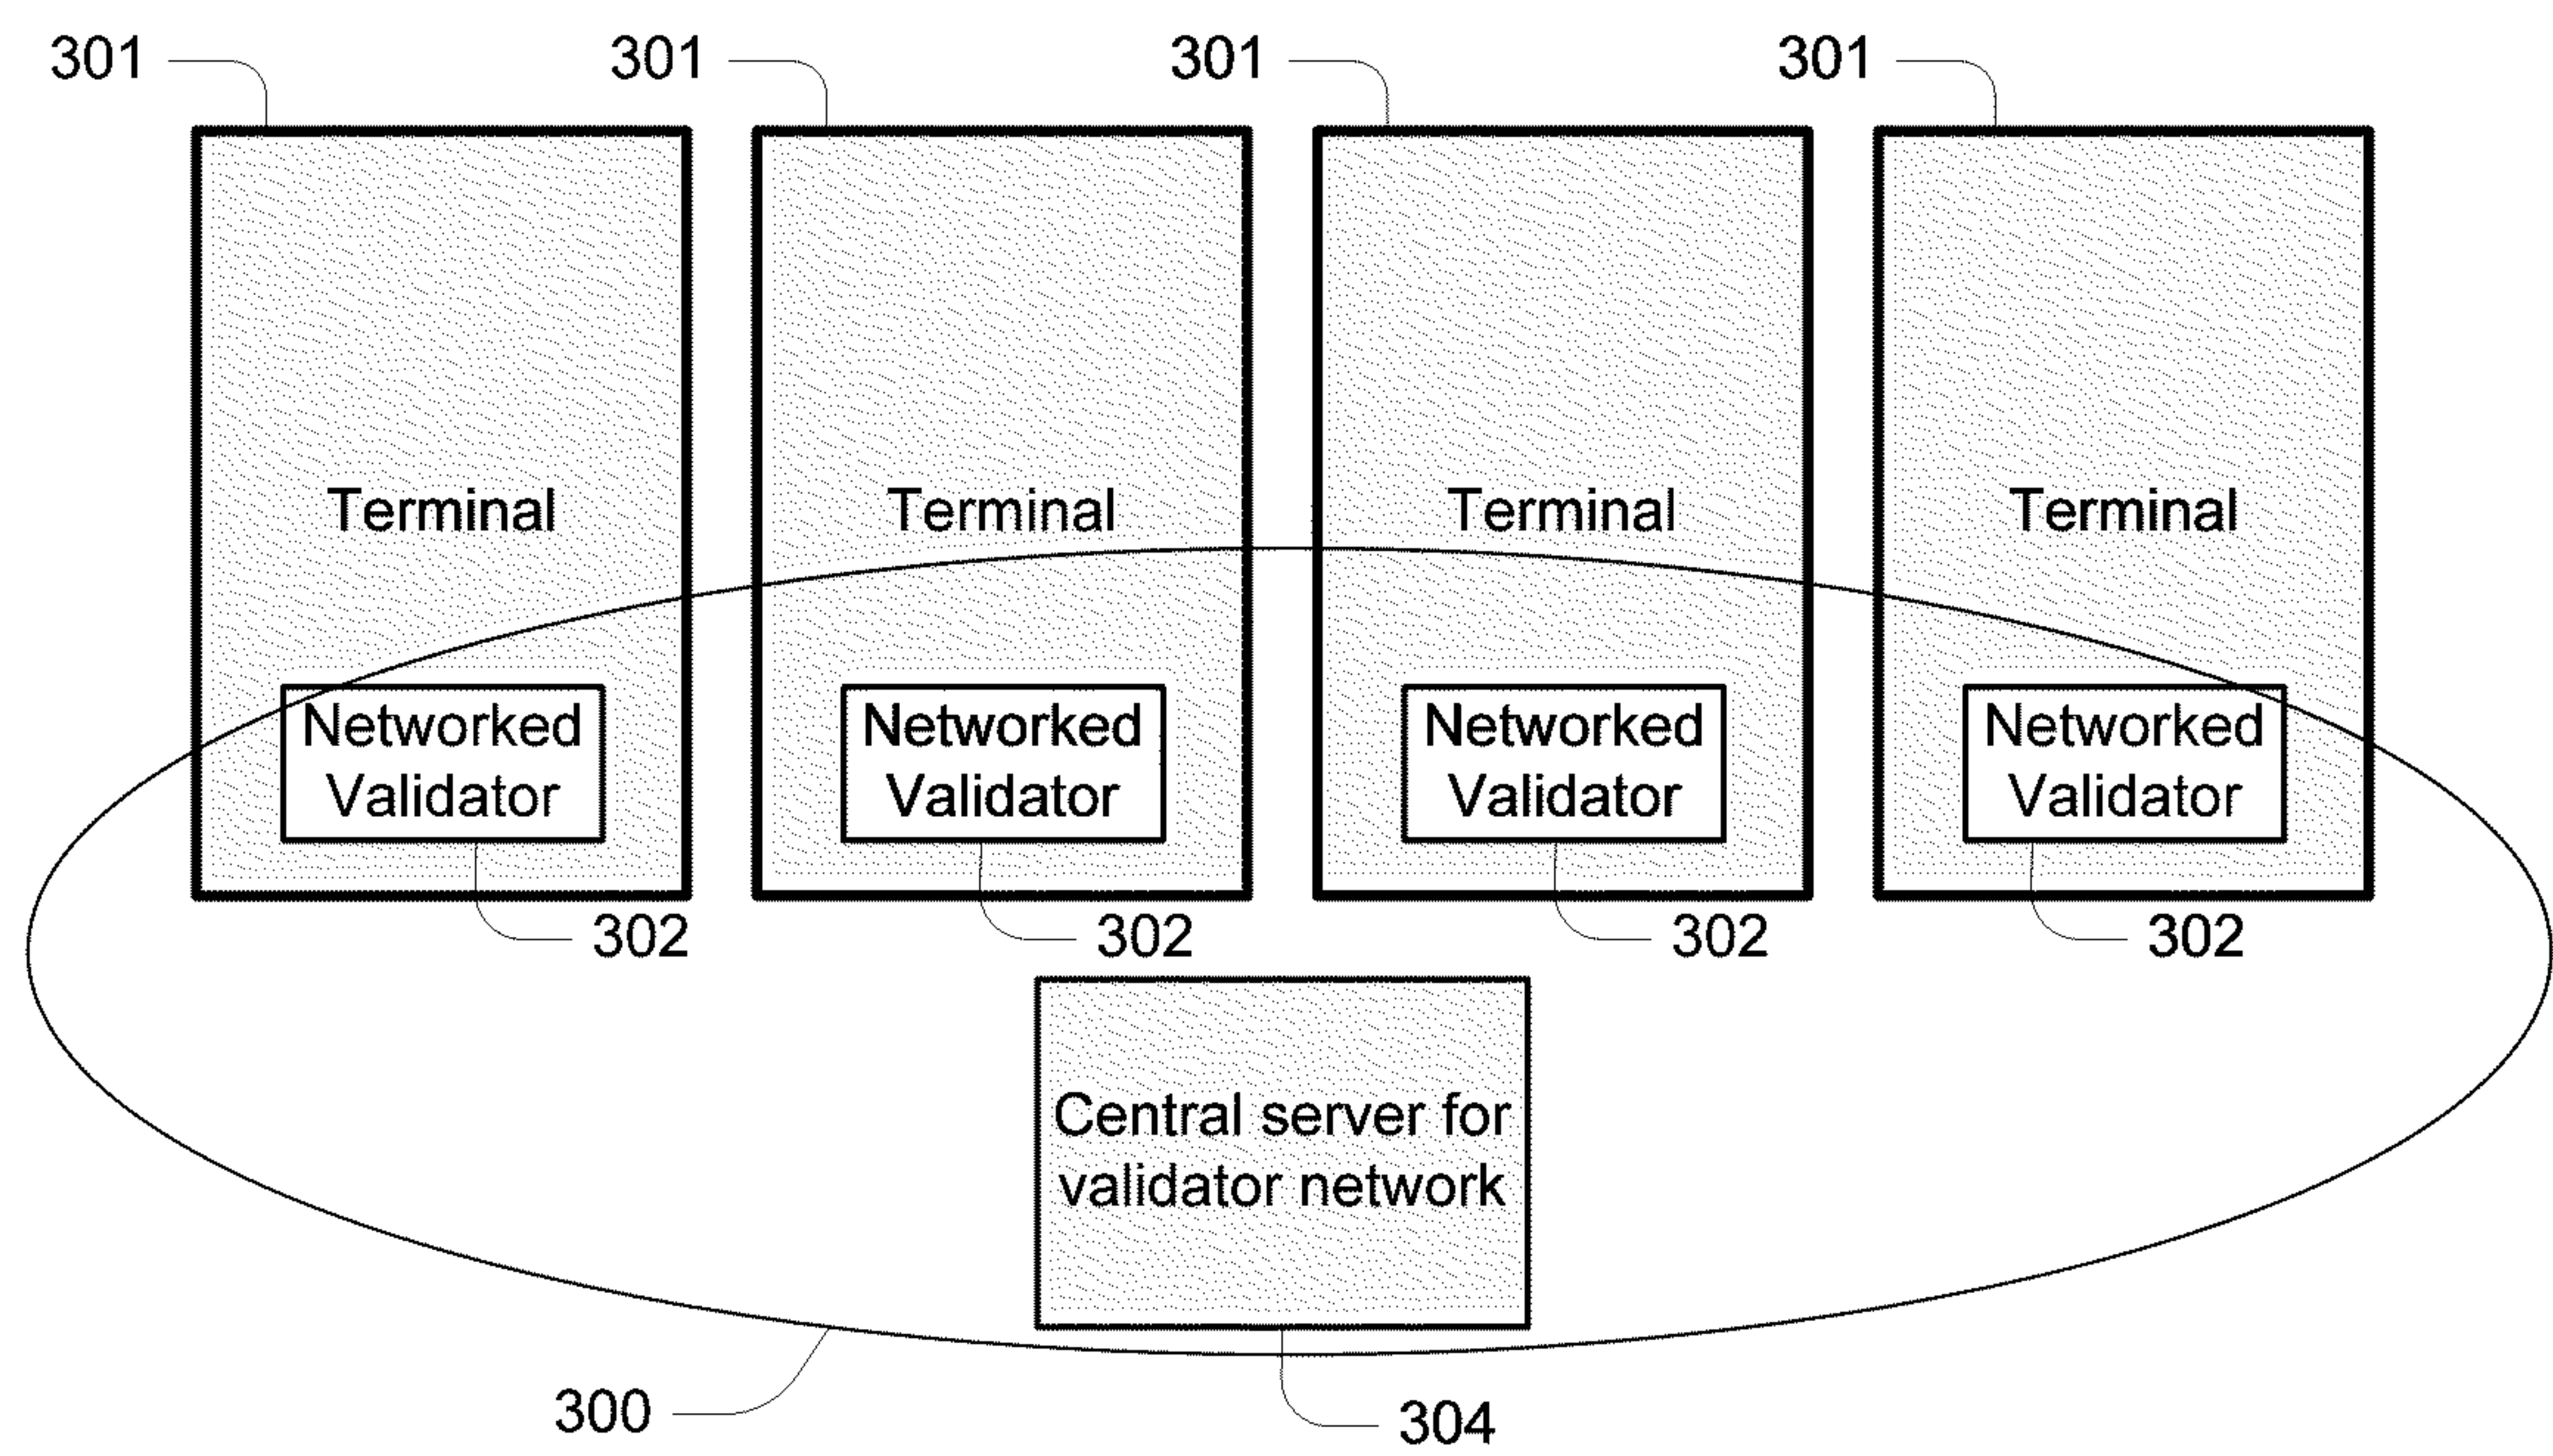 301
301
301
301
Terminal
Terminal
Terminal
Terminal
Networked
Validator
Networked
Validator
Networked
Validator
Networked
Validator
302
302
302
302
Central server for
validator network
300
304